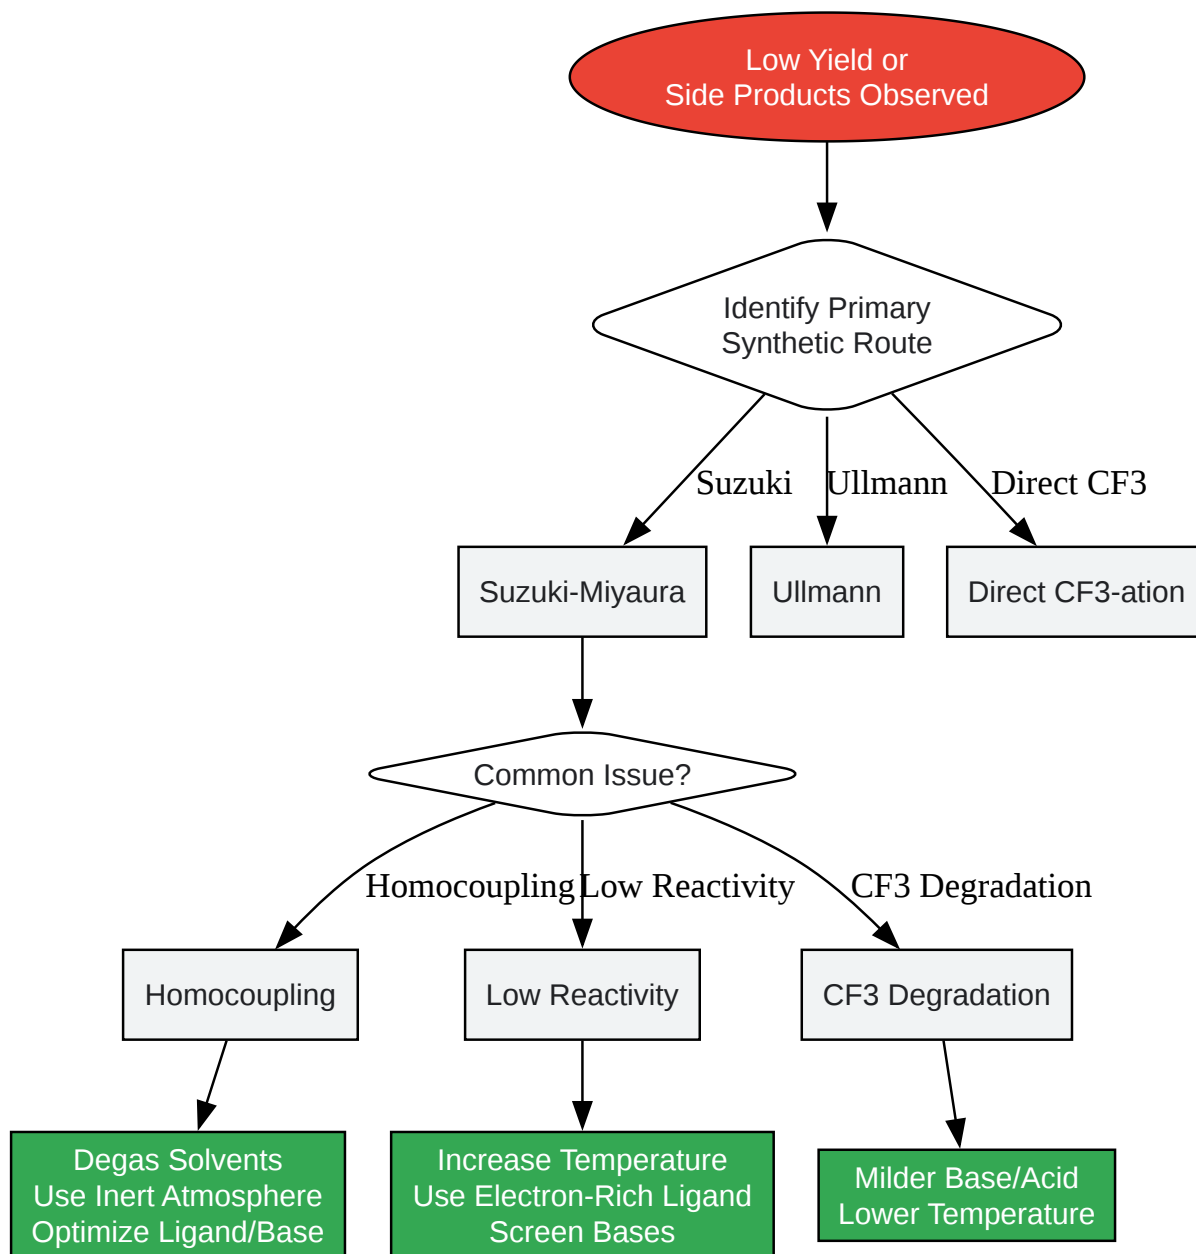 Low Yield or
Side Products Observed
Identify Primary
Synthetic Route
Suzuki
Ullmann
Direct CF3
Suzuki-Miyaura
Ullmann
Direct CF3-ation
Common Issue?
Homocoupling
Low Reactivity
CF3 Degradation
Homocoupling
Low Reactivity
CF3 Degradation
Degas Solvents
Use Inert Atmosphere
Optimize Ligand/Base
Increase Temperature
Use Electron-Rich Ligand
Screen Bases
Milder Base/Acid
Lower Temperature